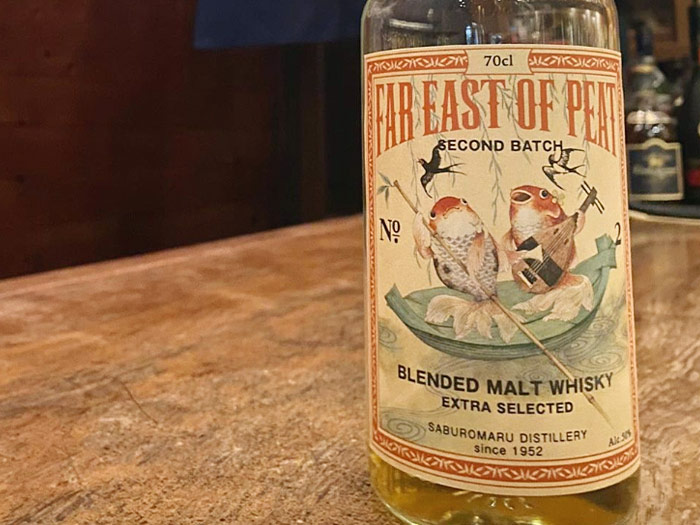 70cl
FAR EAST OF PEAT
SECOND BATCH
Nº
BLENDED MALT WHISKY
EXTRA SELECTED
SABUROMARU DISTILLERY
since 1952
Alc.50%